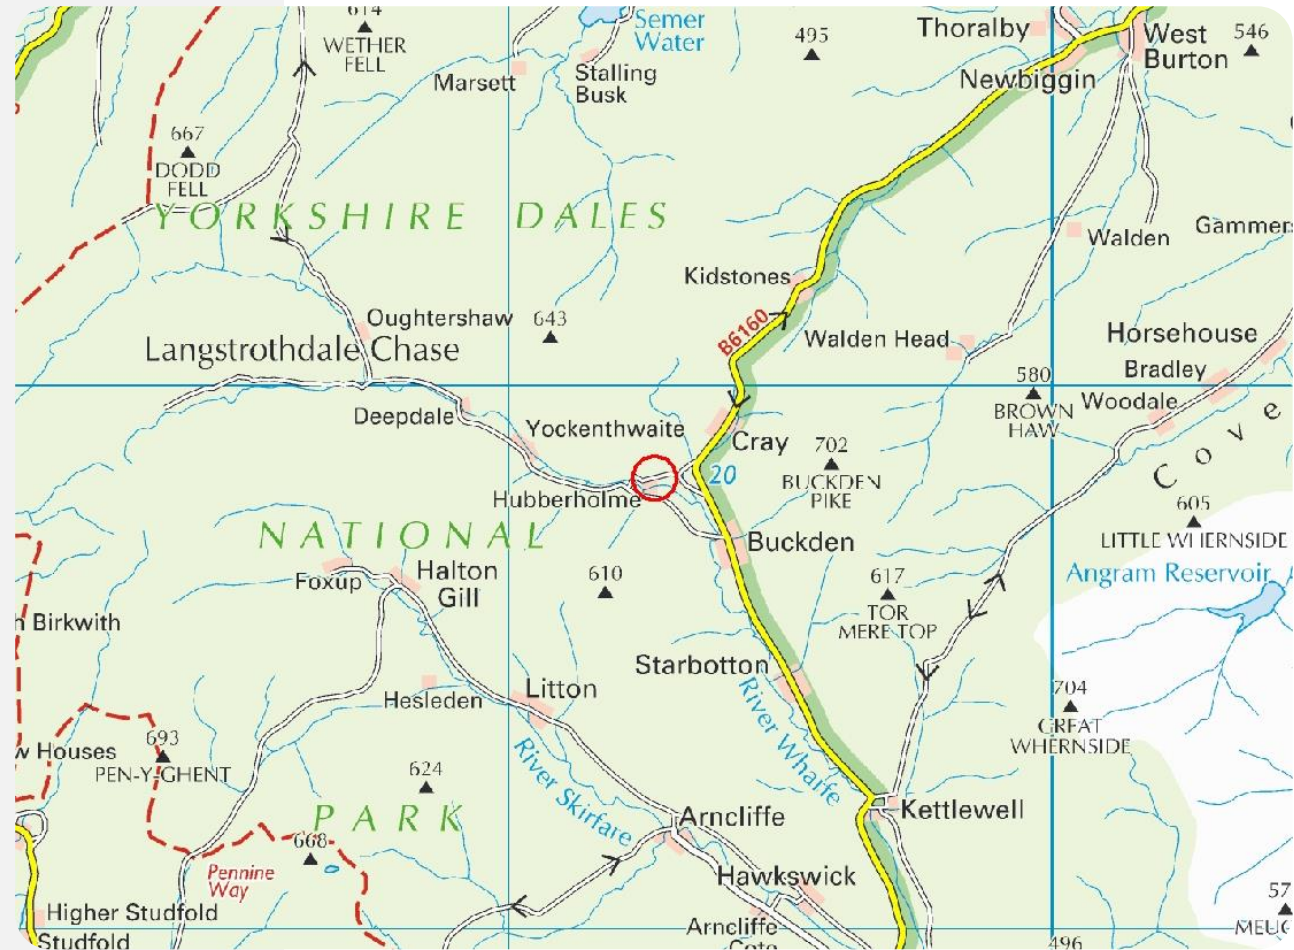 614
WETHER
FELL
Semer
Water
495
Thoralby
West
Burton
546
Marsett
Stalling
Busk
Newbiggin
667
DODD
FELL
YORKSHIRE DALES
Walden
Kidstones
Oughtershaw
643
B6160
Walden Head
Horsehouse
Langstrothdale Chase
Bradley
580
BROWN
HAW
Woodale
Deepdale
Yockenthwaite
Cray
702
BUCKDEN
PIKE
20
Cove
Hubberholme
605
LITTLE WHERNSIDE
NATIONAL
Buckden
Foxup
Halton
Gill
610
617
TOR
MERE TOP
Angram Reservoir
Birkwith
Starbotton
Hesleden
Litton
River Wharfe
704
GREAT
WHERNSIDE
693
PEN-Y-GHENT
Houses
624
River Skirfare
PARK
Arncliffe
Kettlewell
668
Pennine
Way
Hawkswick
Higher Studfold
Studfold
Arncliffe
496